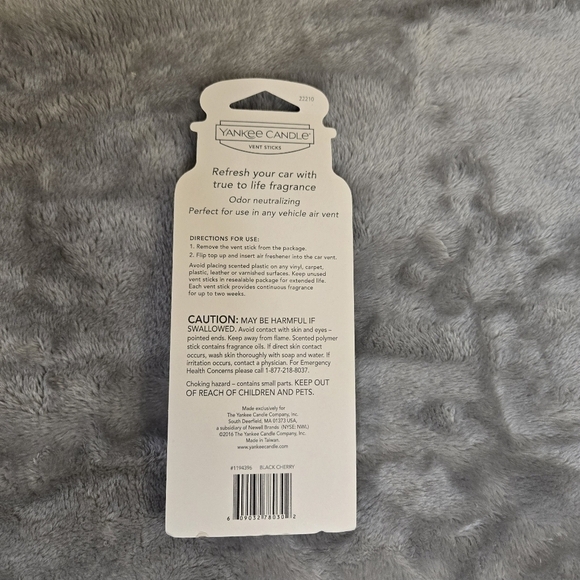 32210
YANKEE CANDLE®
VENT STICKS
Refresh your car with
true to life fragrance
Odor neutralizing
Perfect for use in any vehicle air vent
DIRECTIONS FOR USE:
1. Remove the vent stick from the package.
2. Flip top up and insert air freshener into the car vent.
Avoid placing scented plastic on any vinyl, carpet,
plastic, leather or varnished surfaces. Keep unused
vent sticks in resealable package for extended life.
Each vent stick provides continuous fragrance
for up to two weeks.
CAUTION: MAY BE HARMFUL IF
SWALLOWED. Avoid contact with skin and eyes –
pointed ends. Keep away from flame. Scented polymer
stick contains fragrance oils. If direct skin contact
occurs, wash skin thoroughly with soap and water. If
irritation occurs, contact a physician. For Emergency
Health Concerns please call 1-877-218-8037.
Choking hazard – contains small parts. KEEP OUT
OF REACH OF CHILDREN AND PETS.
Made exclusively for
The Yankee Candle Company, Inc.
South Deerfield, MA 01373 USA,
a subsidiary of Newell Brands (NYSE: NWL)
©2016 The Yankee Candle Company, Inc.
Made in Taiwan.
www.yankeecandle.com
#1194396 BLACK CHERRY
6 09032 78030 2